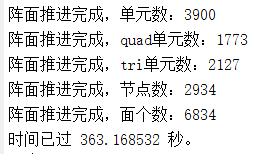 阵面推进完成，单元数：3900
阵面推进完成，quad单元数：1773
阵面推进完成，tri单元数：2127
阵面推进完成，节点数：2934
阵面推进完成，面个数：6834
时间已过 363.168532 秒。